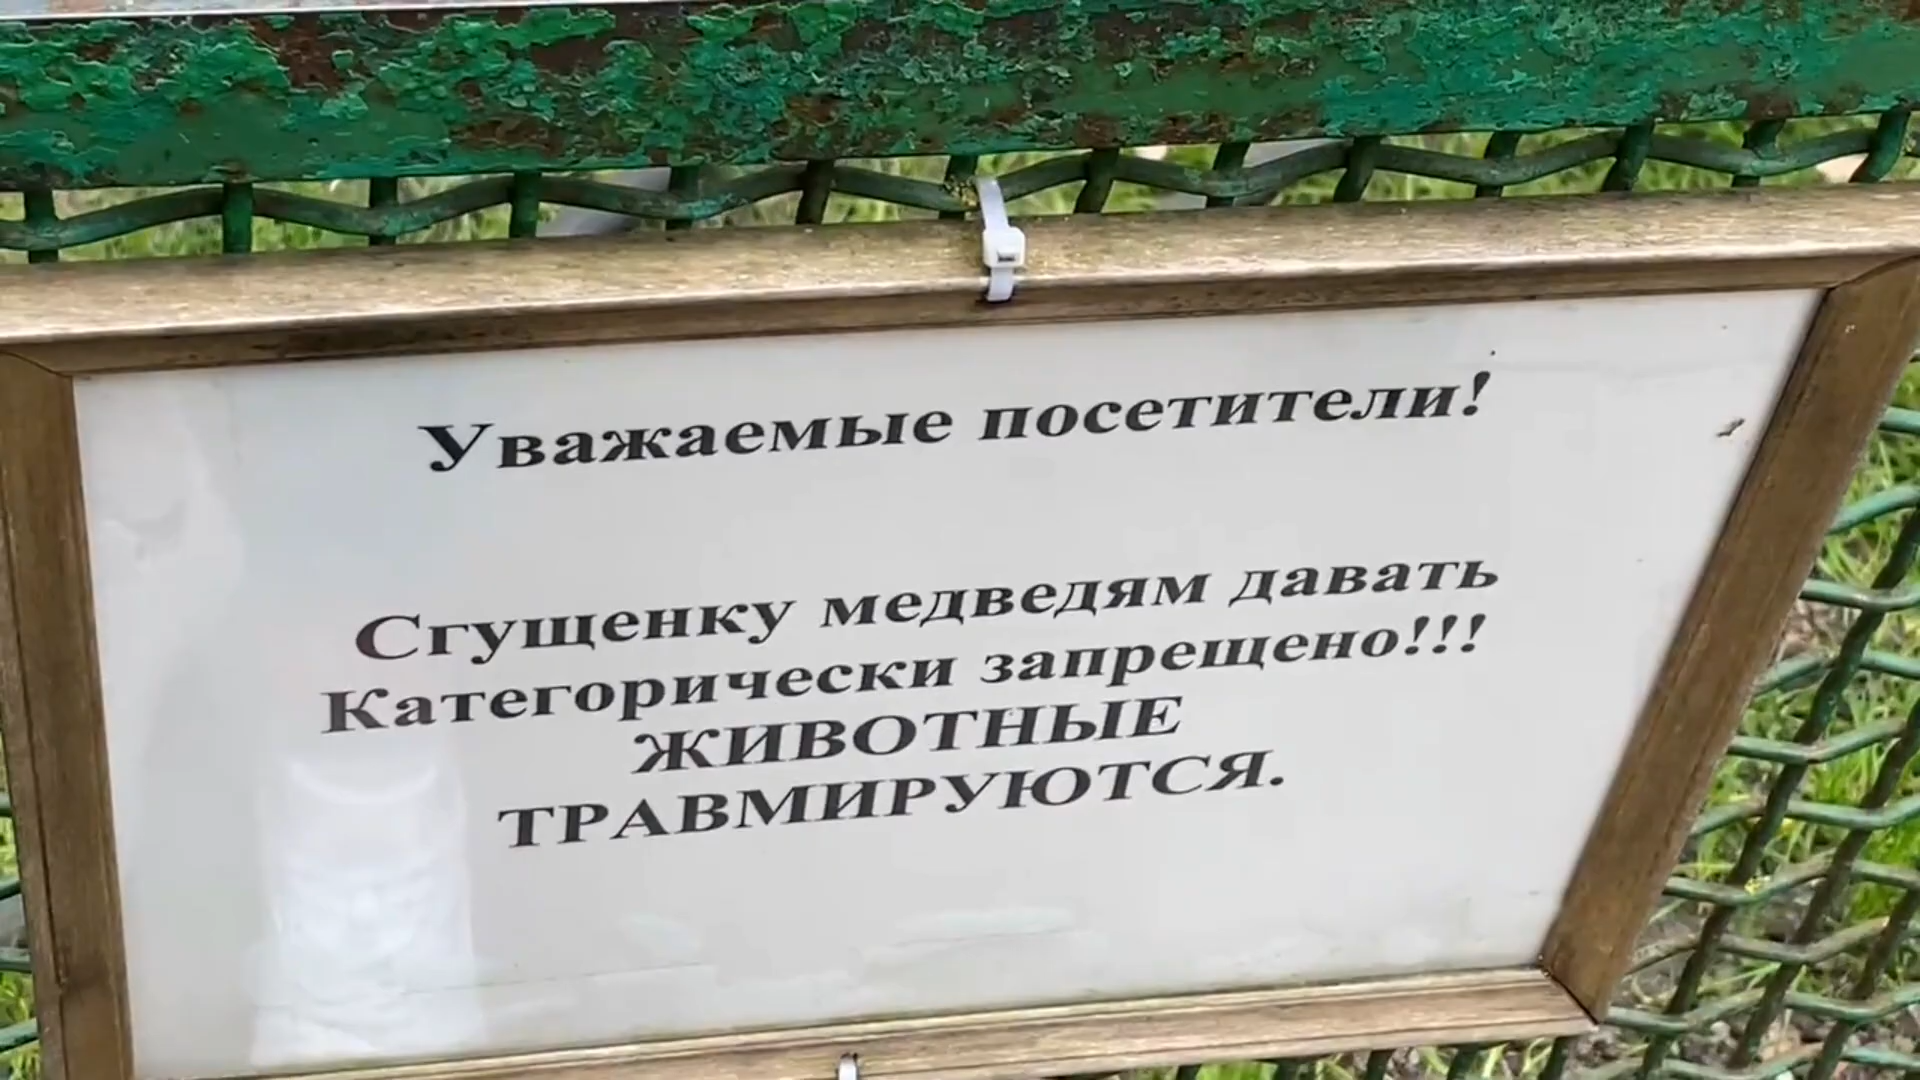 Уважаемые посетители!
Сгущенку медведям давать
Категорически запрещено!!!
ЖИВОТНЫЕ
ТРАВМИРУЮТСЯ.